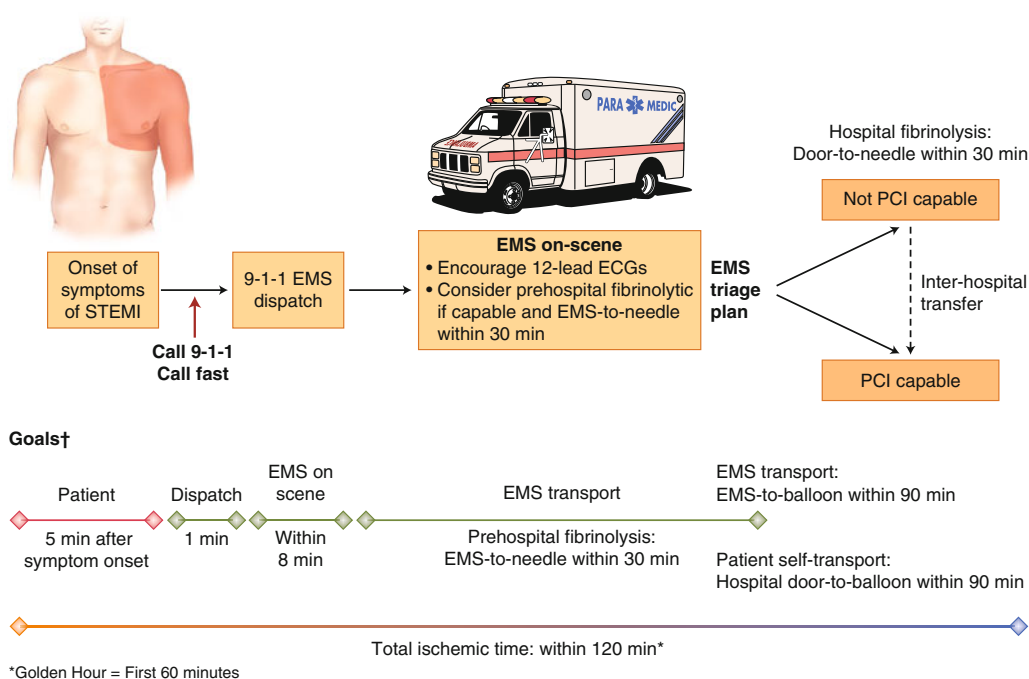 PARA MEDIC
Hospital fibrinolysis:
Door-to-needle within 30 min
Not PCI capable
Onset of
symptoms
of STEMI
9-1-1 EMS
dispatch
EMS on-scene
• Encourage 12-lead ECGs
• Consider prehospital fibrinolytic
if capable and EMS-to-needle
within 30 min
EMS
triage
plan
Inter-hospital
transfer
Call 9-1-1
Call fast
PCI capable
Goals†
Patient
Dispatch
EMS on
scene
EMS transport
EMS transport:
EMS-to-balloon within 90 min
5 min after
symptom onset
1 min
Within
8 min
Prehospital fibrinolysis:
EMS-to-needle within 30 min
Patient self-transport:
Hospital door-to-balloon within 90 min
Total ischemic time: within 120 min*
*Golden Hour = First 60 minutes